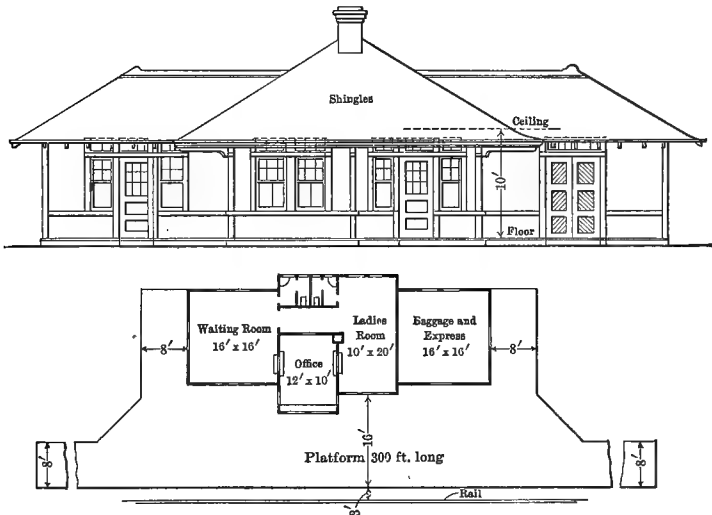 Shingles
Ceiling
10'
Floor
Waiting Room
16' x 16'
Ladies
Room
10' x 20'
Baggage and
Express
16' x 16'
8'
8'
Office
12' x 10'
16'
Platform 300 ft. long
8'
8'
Rail
8'